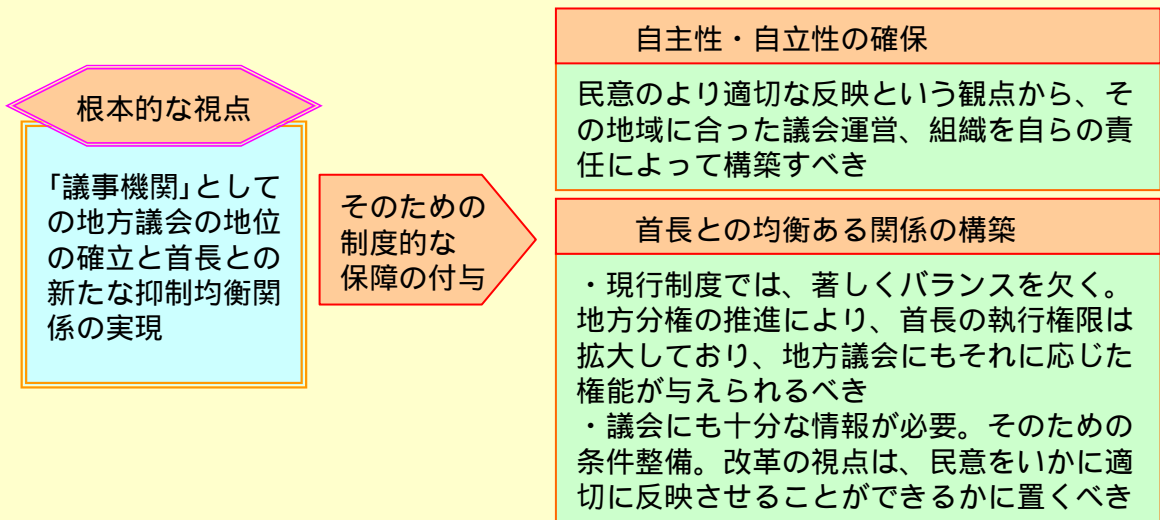 根本的な視点
「議事機関」として
の地方議会の地位
の確立と首長との
新たな抑制均衡関
係の実現
そのための
制度的な
保障の付与
自主性・自立性の確保
民意のより適切な反映という観点から、そ
の地域に合った議会運営、組織を自らの責
任によって構築すべき
首長との均衡ある関係の構築
・現行制度では、著しくバランスを欠く。
地方分権の推進により、首長の執行権限は
拡大しており、地方議会にもそれに応じた
権能が与えられるべき
・議会にも十分な情報が必要。そのための
条件整備。改革の視点は、民意をいかに適
切に反映させることができるかに置くべき